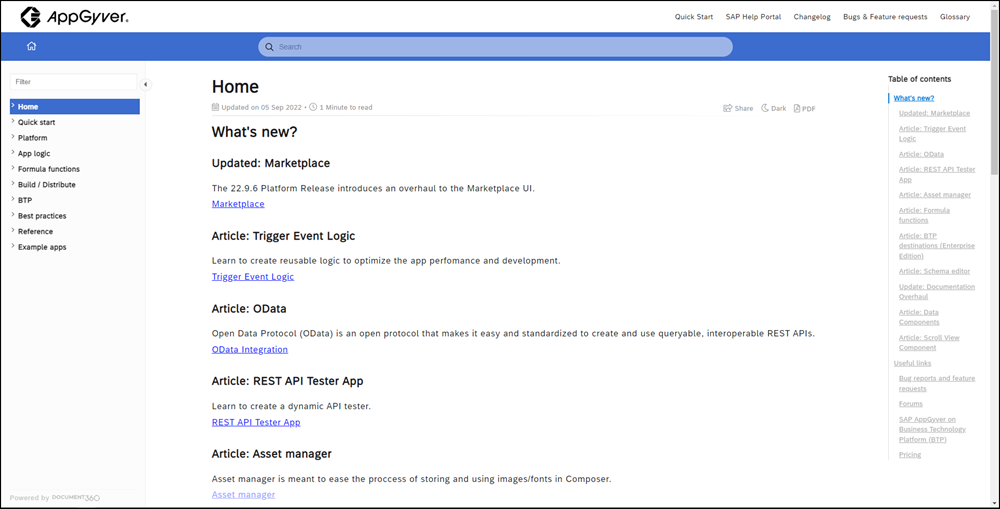 AppGyver®
Quick Start SAP Help Portal Changelog Bugs & Feature requests Glossary
Search
Filter
Home
Quick start
Platform
App logic
Formula functions
Build / Distribute
BTP
Best practices
Reference
Example apps
Powered by DOCUMENT360
Home
Updated on 05 Sep 2022 • 1 Minute to read
Share Dark PDF
What's new?
Updated: Marketplace
The 22.9.6 Platform Release introduces an overhaul to the Marketplace UI.
Marketplace
Article: Trigger Event Logic
Learn to create reusable logic to optimize the app perfomance and development.
Trigger Event Logic
Article: OData
Open Data Protocol (OData) is an open protocol that makes it easy and standardized to create and use queryable, interoperable REST APIs.
OData Integration
Article: REST API Tester App
Learn to create a dynamic API tester.
REST API Tester App
Article: Asset manager
Asset manager is meant to ease the proccess of storing and using images/fonts in Composer.
Asset manager
Table of contents
What's new?
Updated: Marketplace
Article: Trigger Event
Logic
Article: OData
Article: REST API Tester
App
Article: Asset manager
Article: Formula
functions
Article: BTP
destinations (Enterprise
Edition)
Article: Schema editor
Update: Documentation
Overhaul
Article: Data
Components
Article: Scroll View
Component
Useful links
Bug reports and feature
requests
Forums
SAP AppGyver on
Business Technology
Platform (BTP)
Pricing